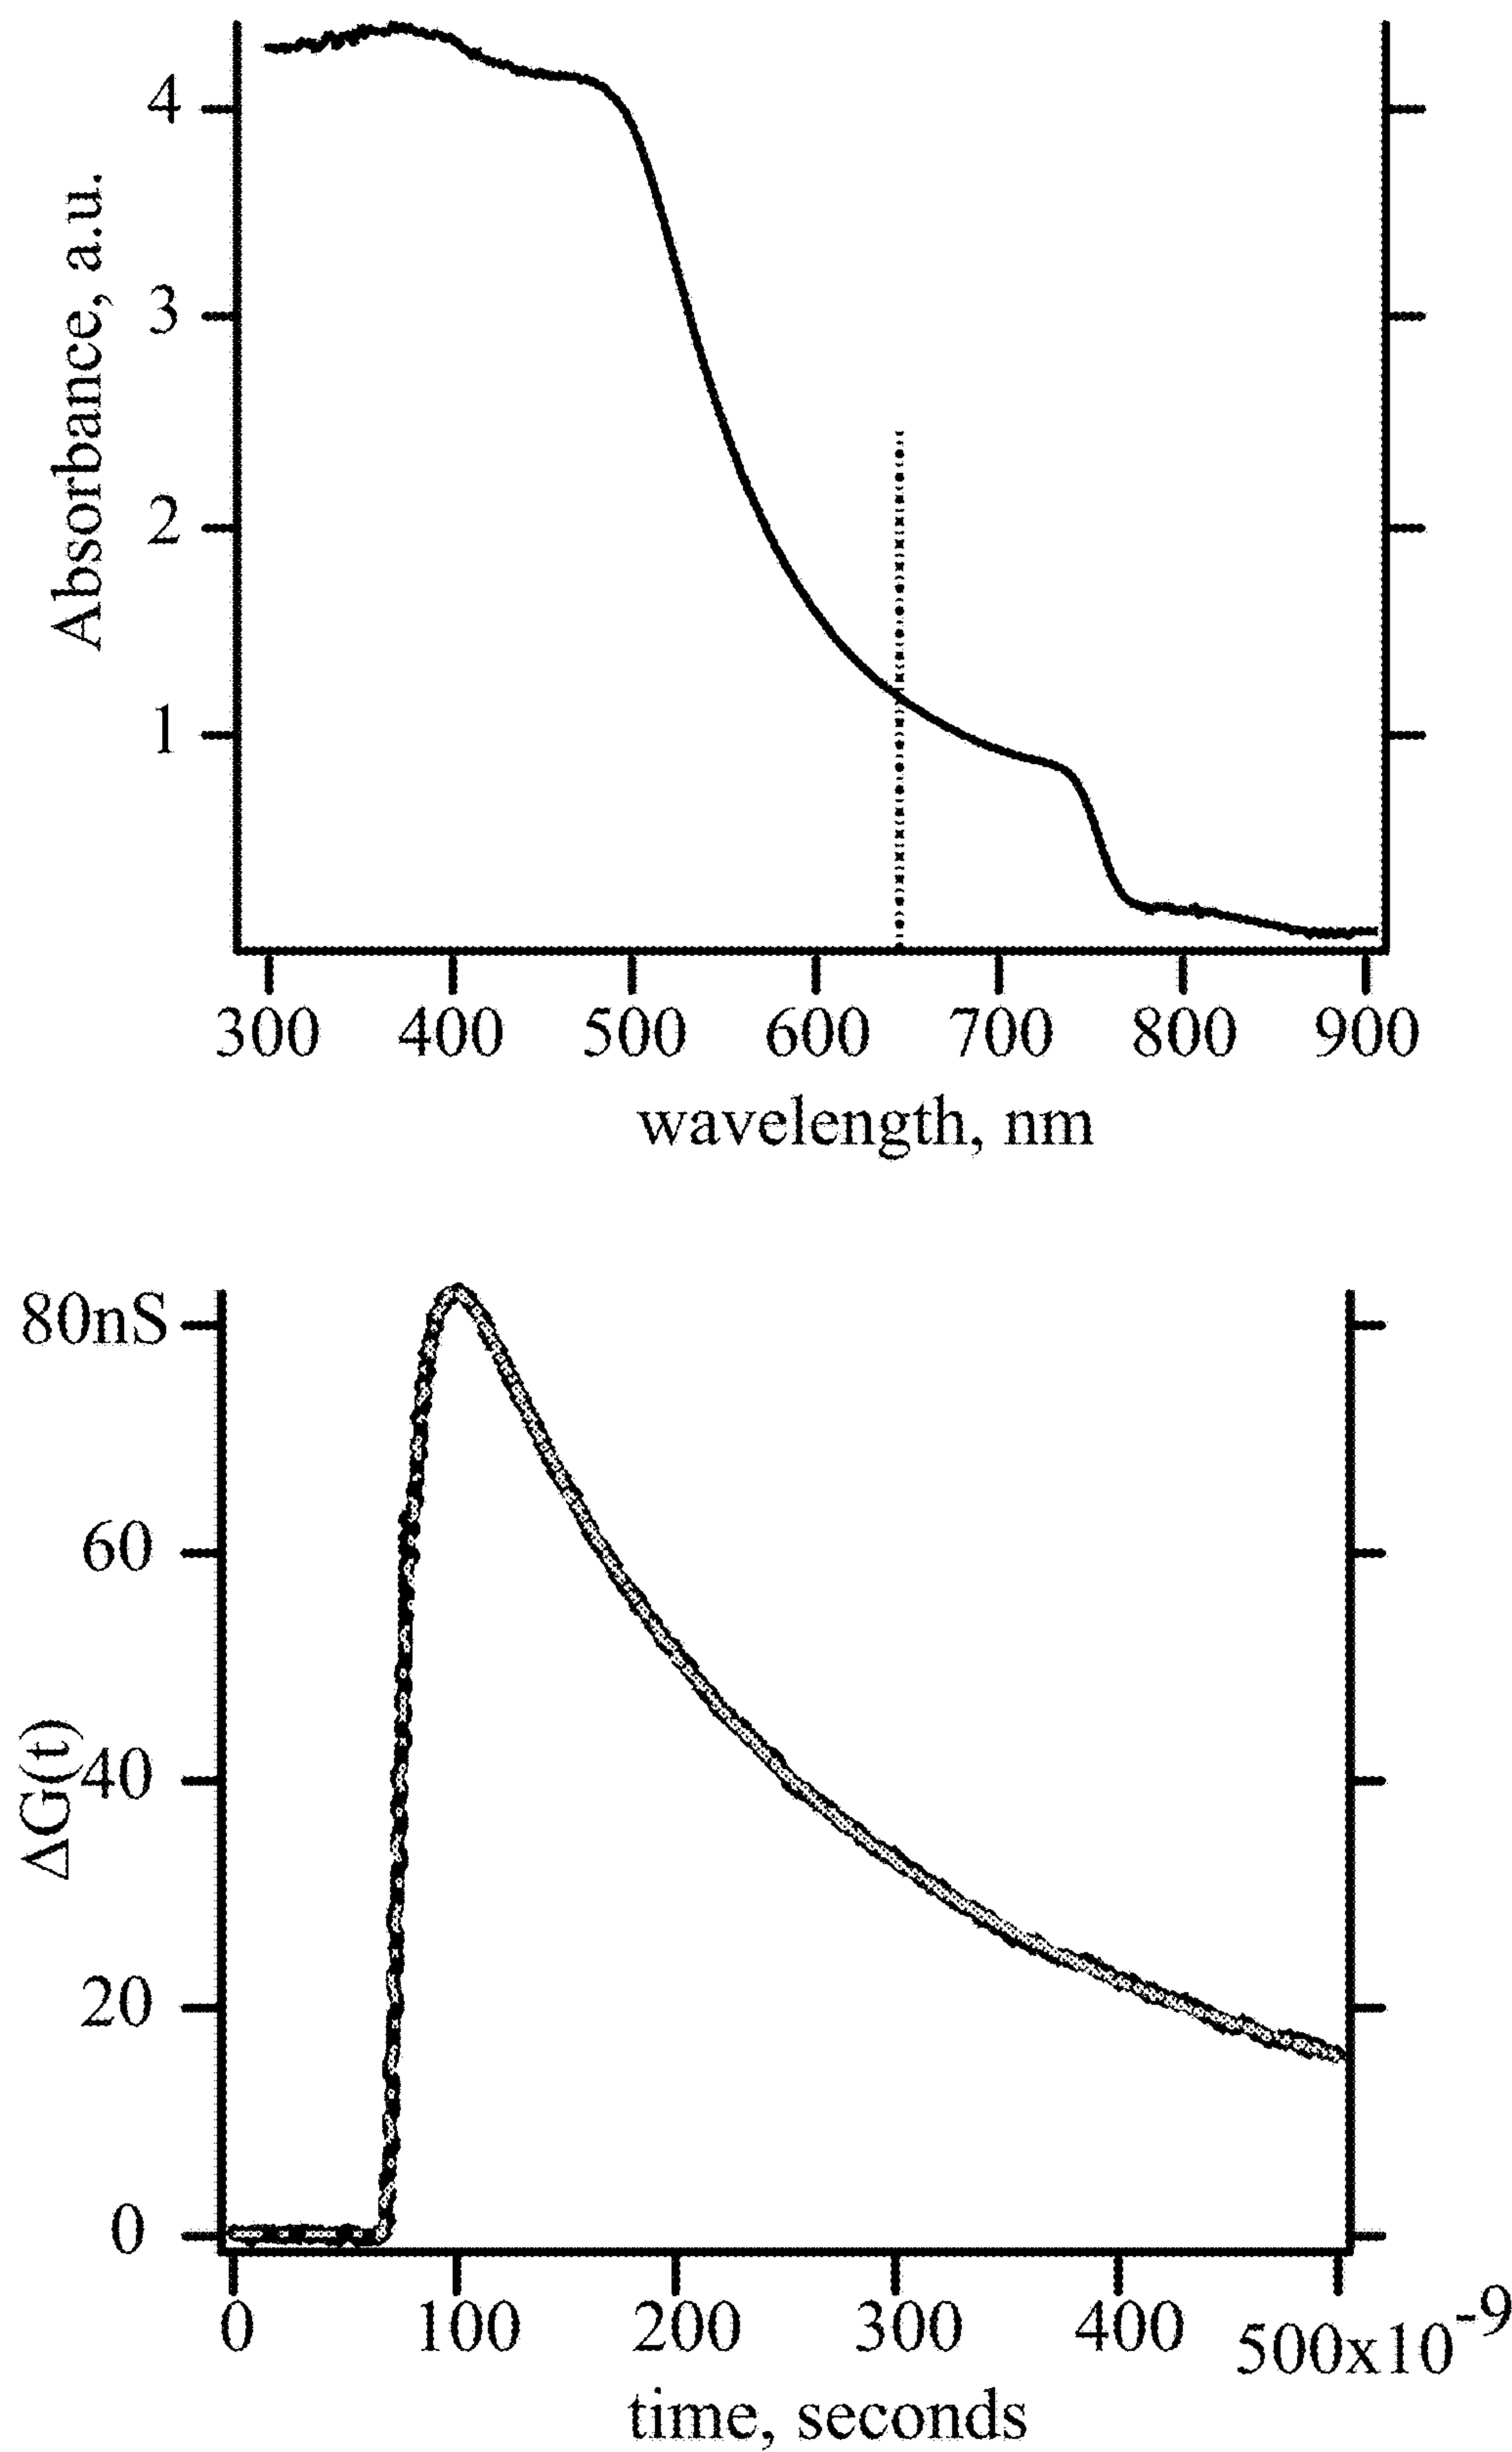 Absorbance, a.u.
4
3
2
1
300 400 500 600 700 800 900
wavelength, nm
ΔG(t)
80nS
60
40
20
0
0 100 200 300 400 500x10-9
time, seconds